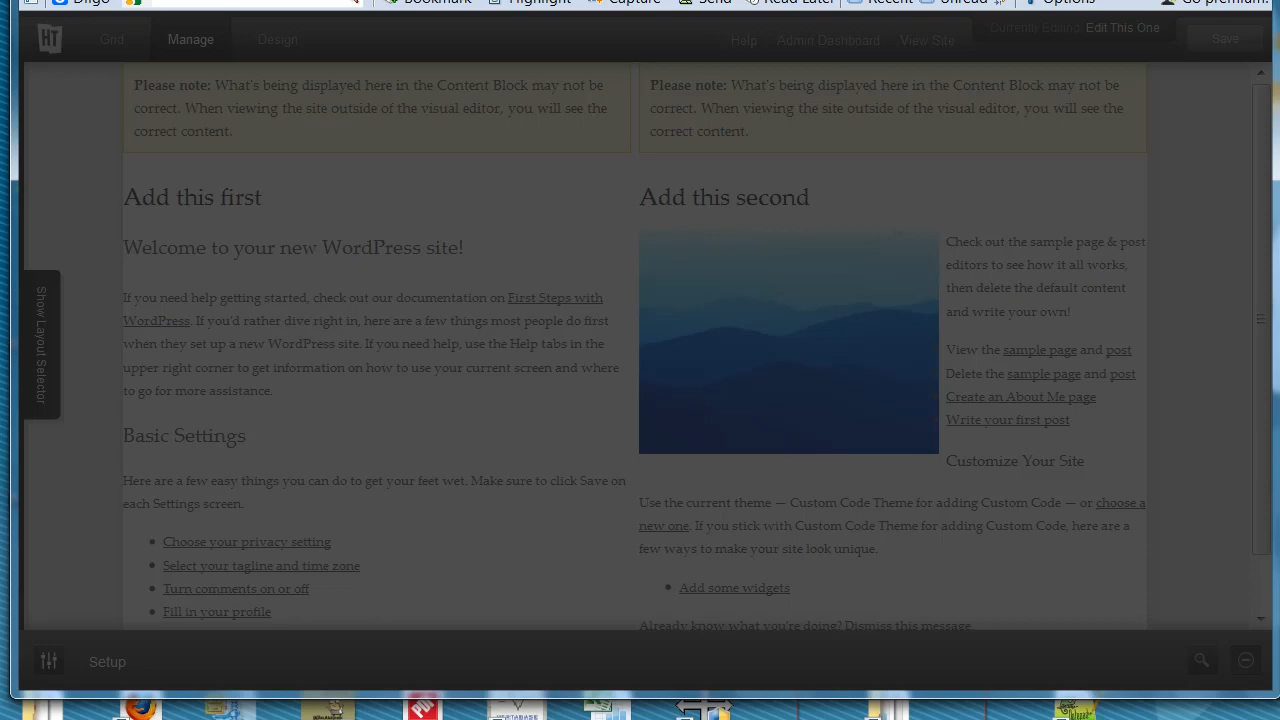 Diigo Bookmark Highlight Capture Send Read Later Recent Unread Options Go premium!
HT Grid Manage Design Help Admin Dashboard View Site Currently Editing: Edit This One Save
Please note: What's being displayed here in the Content Block may not be
correct. When viewing the site outside of the visual editor, you will see the
correct content.
Please note: What's being displayed here in the Content Block may not be
correct. When viewing the site outside of the visual editor, you will see the
correct content.
Show Layout Selector
Add this first
Welcome to your new WordPress site!
If you need help getting started, check out our documentation on First Steps with
WordPress. If you'd rather dive right in, here are a few things most people do first
when they set up a new WordPress site. If you need help, use the Help tabs in the
upper right corner to get information on how to use your current screen and where
to go for more assistance.
Basic Settings
Here are a few easy things you can do to get your feet wet. Make sure to click Save on
each Settings screen.
Choose your privacy setting
Select your tagline and time zone
Turn comments on or off
Fill in your profile
Add this second
Check out the sample page & post
editors to see how it all works,
then delete the default content
and write your own!
View the sample page and post
Delete the sample page and post
Create an About Me page
Write your first post
Customize Your Site
Use the current theme — Custom Code Theme for adding Custom Code — or choose a
new one. If you stick with Custom Code Theme for adding Custom Code, here are a
few ways to make your site look unique.
Add some widgets
Already know what you're doing? Dismiss this message.
Setup